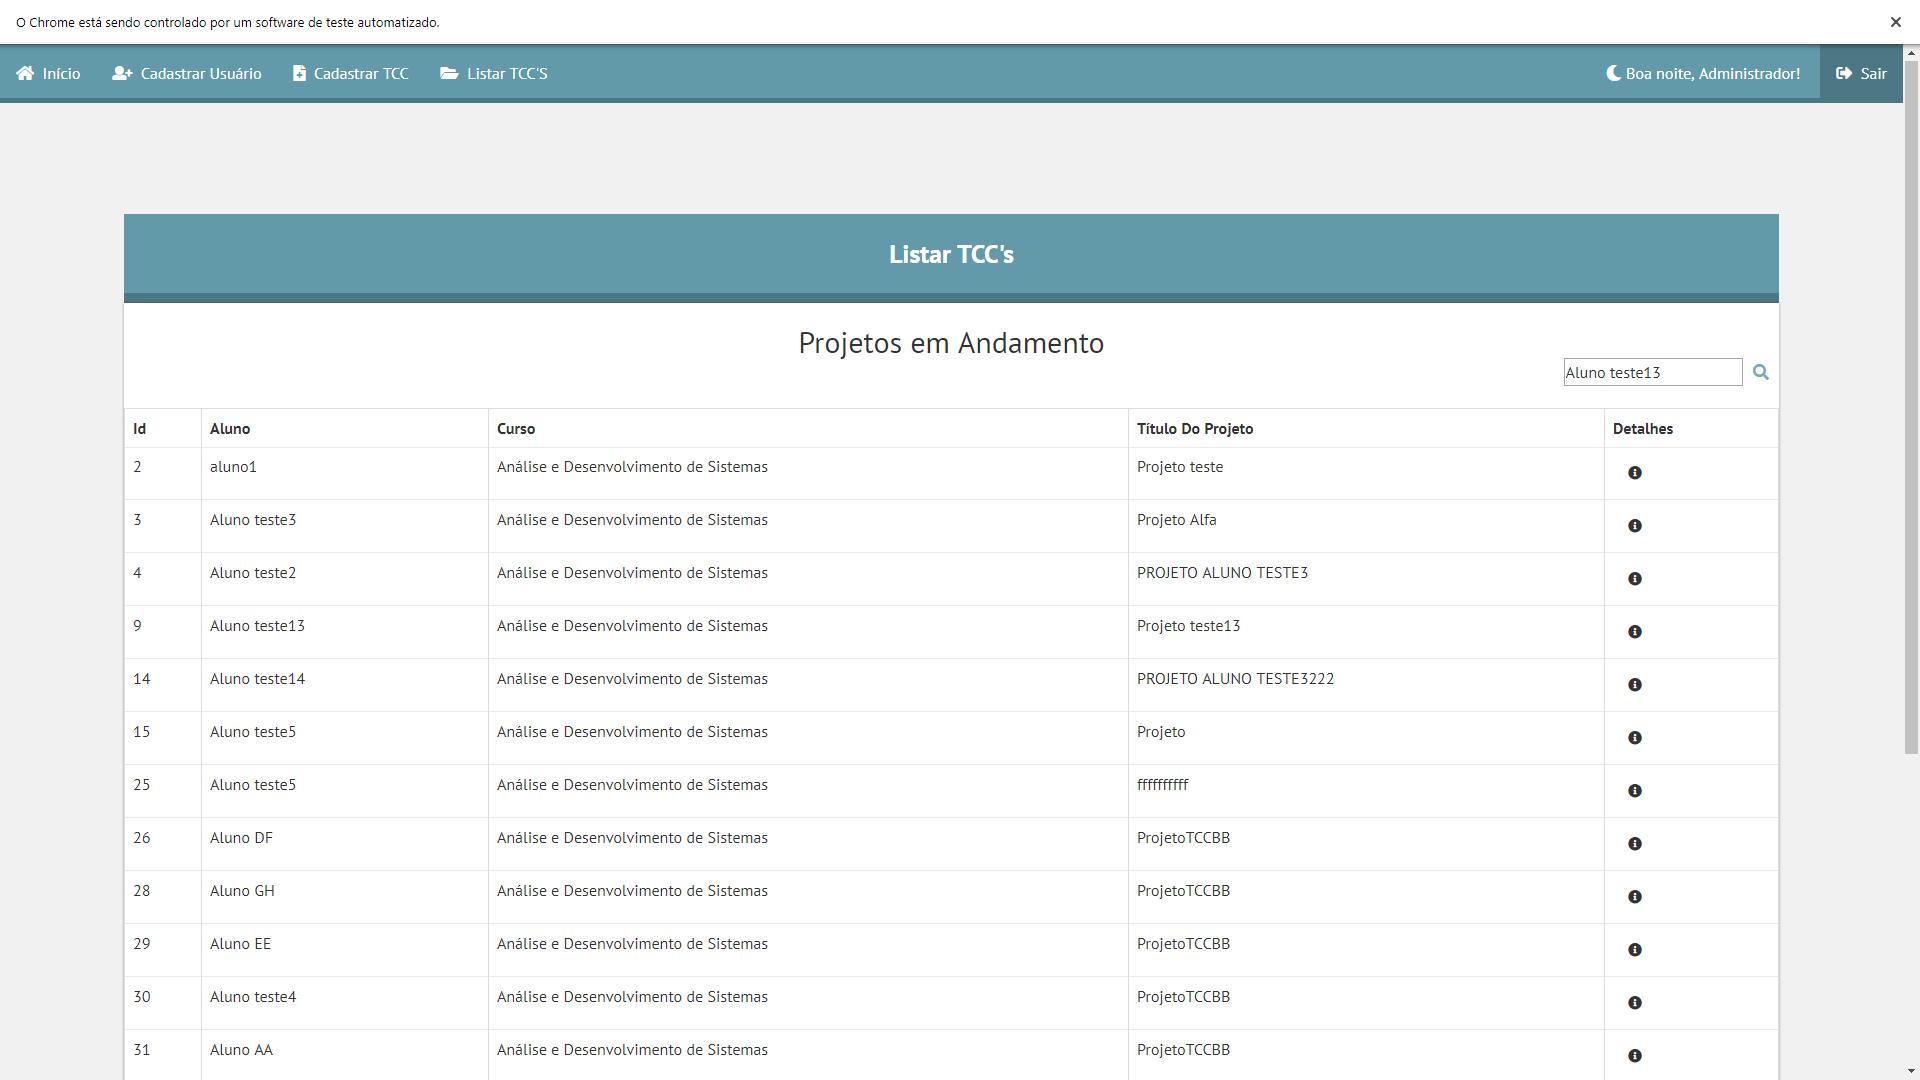 O Chrome está sendo controlado por um software de teste automatizado.
Início Cadastrar Usuário Cadastrar TCC Listar TCC'S Boa noite, Administrador! Sair
Listar TCC's
Projetos em Andamento
Aluno teste13
Id Aluno Curso Título Do Projeto Detalhes
2 aluno1 Análise e Desenvolvimento de Sistemas Projeto teste
3 Aluno teste3 Análise e Desenvolvimento de Sistemas Projeto Alfa
4 Aluno teste2 Análise e Desenvolvimento de Sistemas PROJETO ALUNO TESTE3
9 Aluno teste13 Análise e Desenvolvimento de Sistemas Projeto teste13
14 Aluno teste14 Análise e Desenvolvimento de Sistemas PROJETO ALUNO TESTE3222
15 Aluno teste5 Análise e Desenvolvimento de Sistemas Projeto
25 Aluno teste5 Análise e Desenvolvimento de Sistemas ffffffffff
26 Aluno DF Análise e Desenvolvimento de Sistemas ProjetoTCCBB
28 Aluno GH Análise e Desenvolvimento de Sistemas ProjetoTCCBB
29 Aluno EE Análise e Desenvolvimento de Sistemas ProjetoTCCBB
30 Aluno teste4 Análise e Desenvolvimento de Sistemas ProjetoTCCBB
31 Aluno AA Análise e Desenvolvimento de Sistemas ProjetoTCCBB